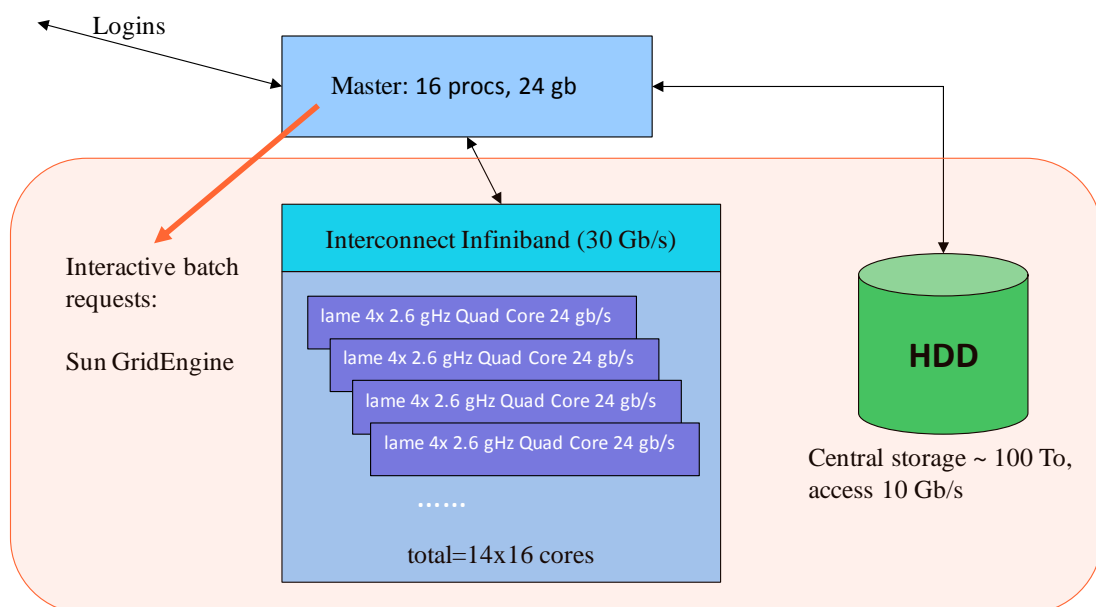 Logins
Master: 16 procs, 24 gb
Interconnect Infiniband (30 Gb/s)
Interactive batch
requests:
Sun GridEngine
lame 4x 2.6 gHz Quad Core 24 gb/s
lame 4x 2.6 gHz Quad Core 24 gb/s
lame 4x 2.6 gHz Quad Core 24 gb/s
lame 4x 2.6 gHz Quad Core 24 gb/s
......
total=14x16 cores
HDD
Central storage ~ 100 To,
access 10 Gb/s